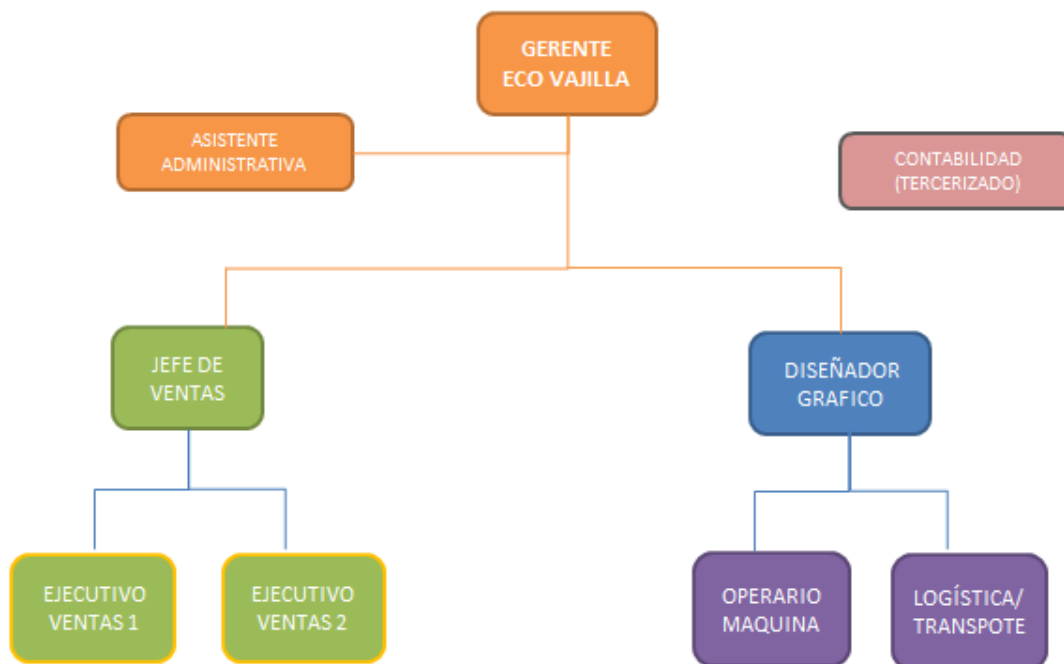 GERENTE
ECO VAJILLA
ASISTENTE
ADMINISTRATIVA
CONTABILIDAD
(TERCERIZADO)
JEFE DE
VENTAS
DISEÑADOR
GRAFICO
EJECUTIVO
VENTAS 1
EJECUTIVO
VENTAS 2
OPERARIO
MAQUINA
LOGÍSTICA/
TRANSPOTE